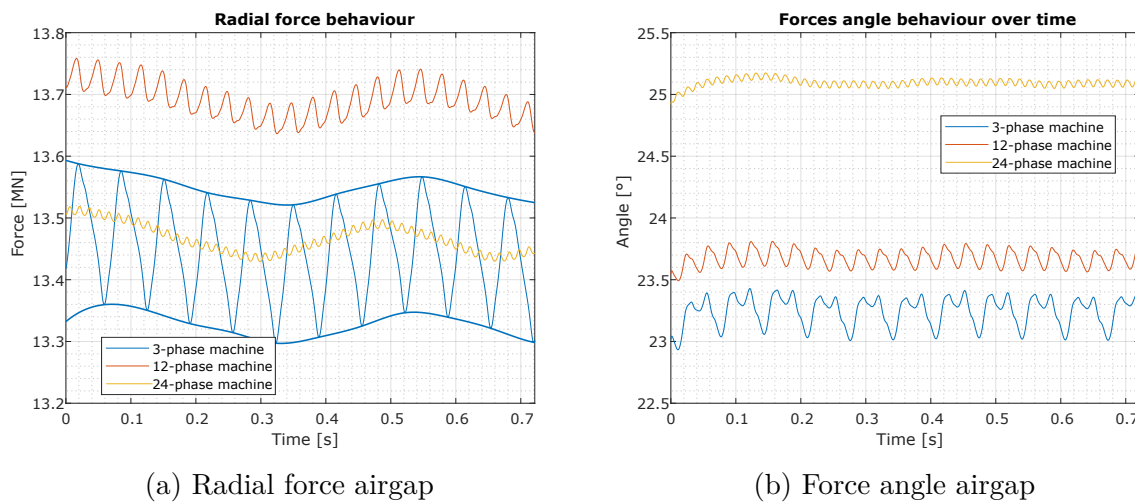 Radial force behaviour
13.8
13.7
13.6
13.5
13.4
13.3
13.2
Force [MN]
3-phase machine
12-phase machine
24-phase machine
0 0.1 0.2 0.3 0.4 0.5 0.6 0.7
Time [s]
(a) Radial force airgap
Forces angle behaviour over time
25.5
25
24.5
24
23.5
23
22.5
Angle [°]
3-phase machine
12-phase machine
24-phase machine
0 0.1 0.2 0.3 0.4 0.5 0.6 0.7
Time [s]
(b) Force angle airgap